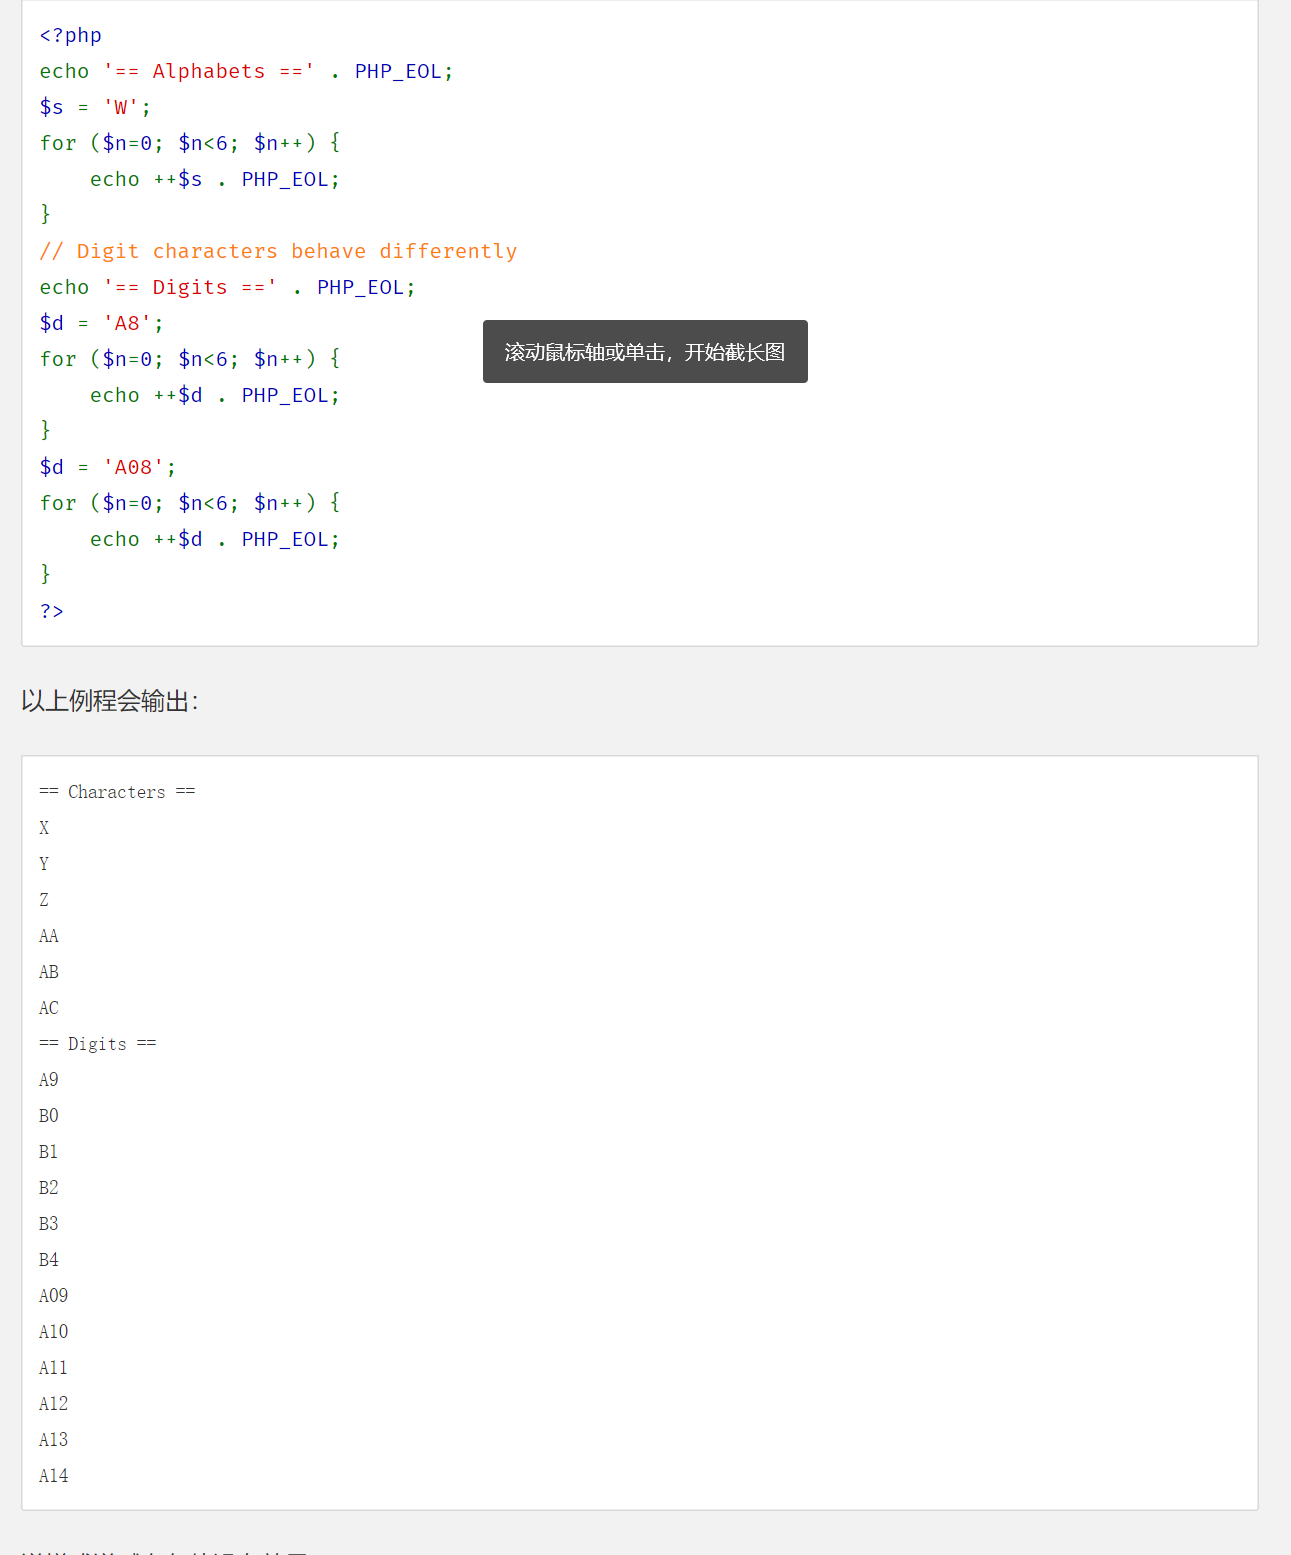 <?php
echo '== Alphabets ==' . PHP_EOL;
$s = 'W';
for ($n=0; $n<6; $n++) {
    echo ++$s . PHP_EOL;
}
// Digit characters behave differently
echo '== Digits ==' . PHP_EOL;
$d = 'A8';
for ($n=0; $n<6; $n++) {
滚动鼠标轴或单击，开始截长图
    echo ++$d . PHP_EOL;
}
$d = 'A08';
for ($n=0; $n<6; $n++) {
    echo ++$d . PHP_EOL;
}
?>
以上例程会输出：
== Characters ==
X
Y
Z
AA
AB
AC
== Digits ==
A9
B0
B1
B2
B3
B4
A09
A10
A11
A12
A13
A14